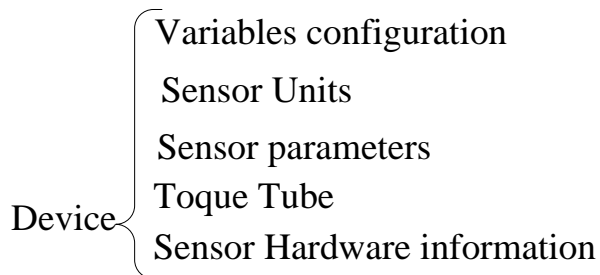 Variables configuration
Sensor Units
Sensor parameters
Toque Tube
Device
Sensor Hardware information